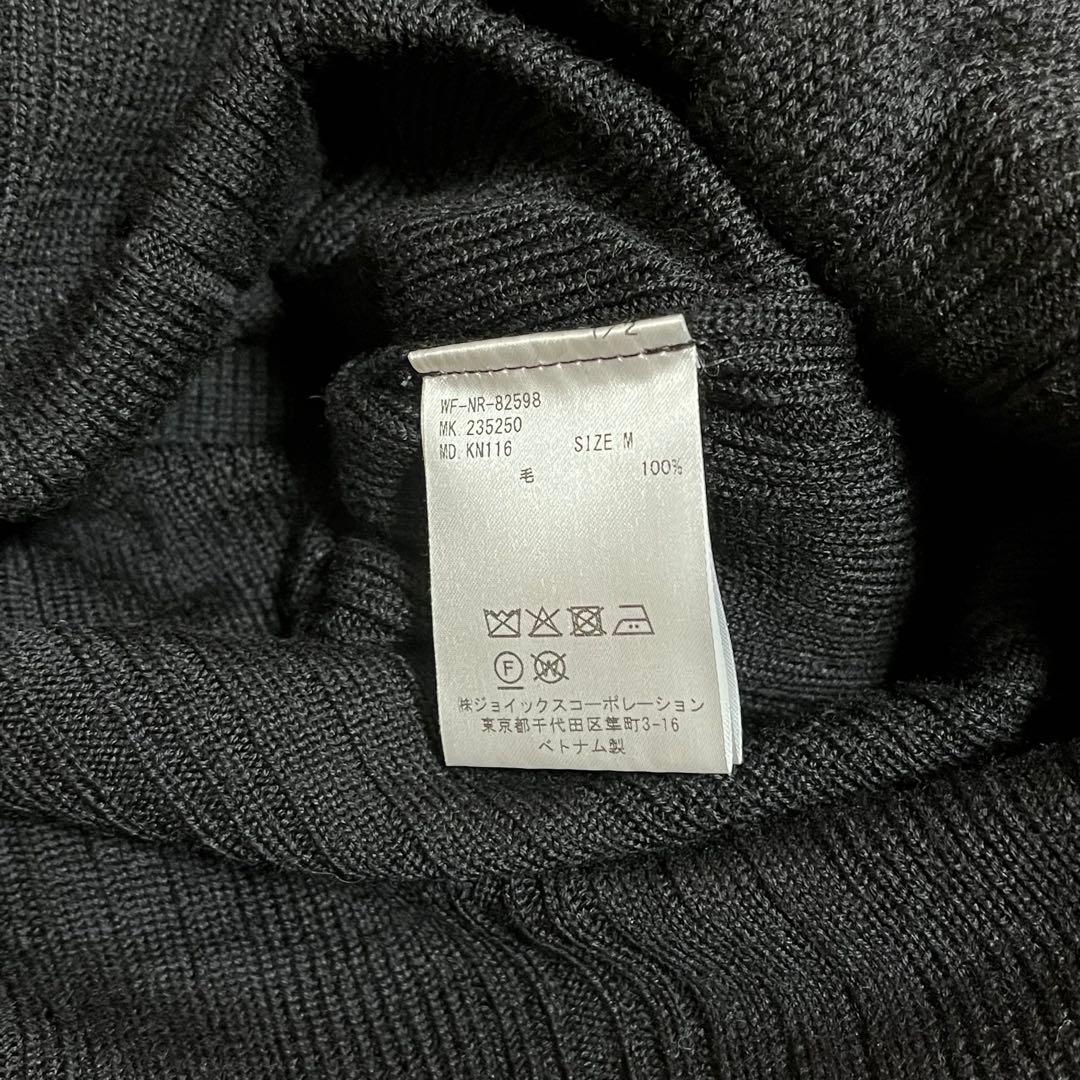 1/2
WF-NR-82598
MK. 235250
MD. KN116 SIZE M
毛 100%
F W
㈱ジョイックスコーポレーション
東京都千代田区隼町3-16
ベトナム製